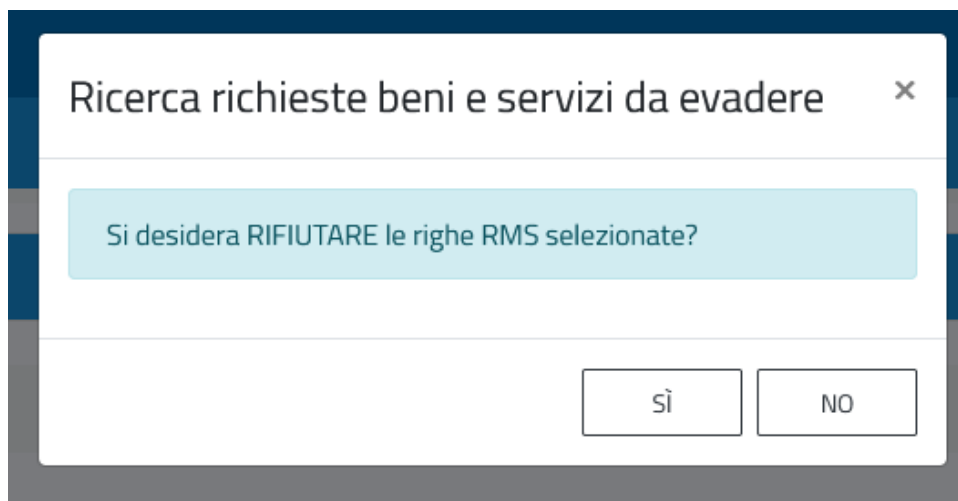 Ricerca richieste beni e servizi da evadere ×
Si desidera RIFIUTARE le righe RMS selezionate?
SÌ NO